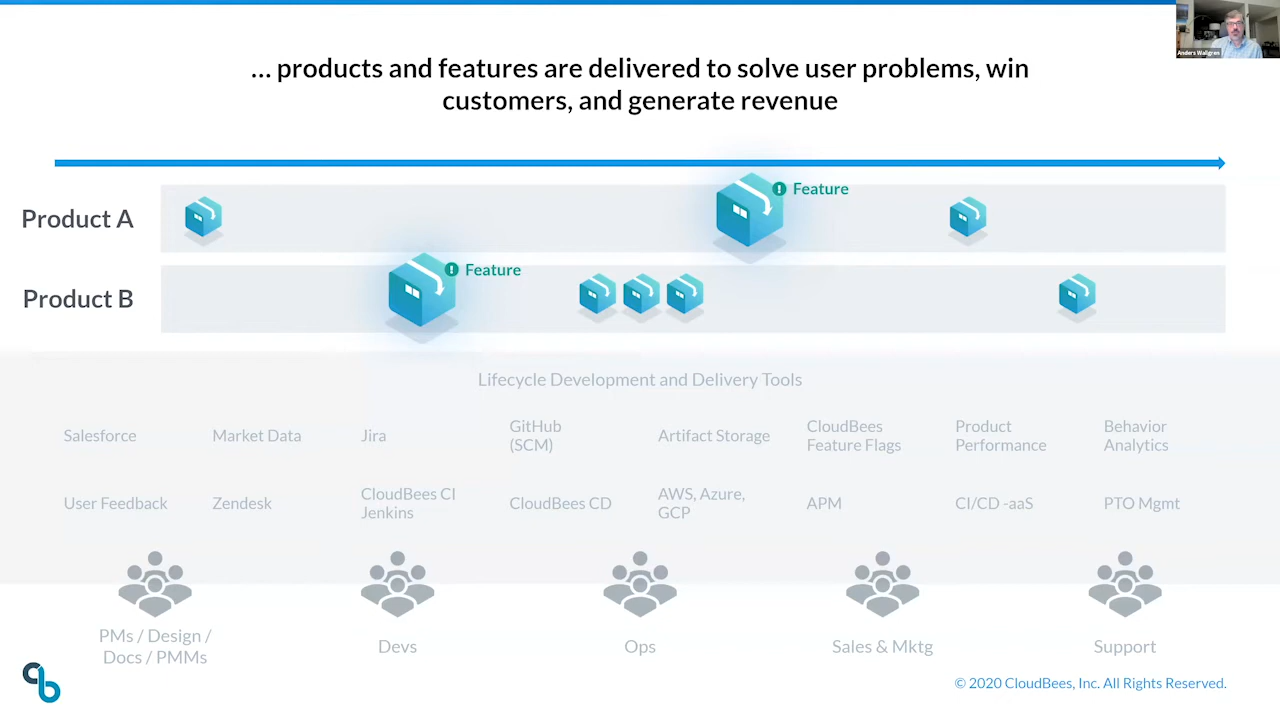 Anders Wallgren
... products and features are delivered to solve user problems, win
customers, and generate revenue
Product A
Feature
Product B
Feature
Lifecycle Development and Delivery Tools
Salesforce
Market Data
Jira
GitHub
(SCM)
Artifact Storage
CloudBees
Feature Flags
Product
Performance
Behavior
Analytics
User Feedback
Zendesk
CloudBees CI
Jenkins
CloudBees CD
AWS, Azure,
GCP
APM
CI/CD -aaS
PTO Mgmt
PMs / Design /
Docs / PMMs
Devs
Ops
Sales & Mktg
Support
© 2020 CloudBees, Inc. All Rights Reserved.